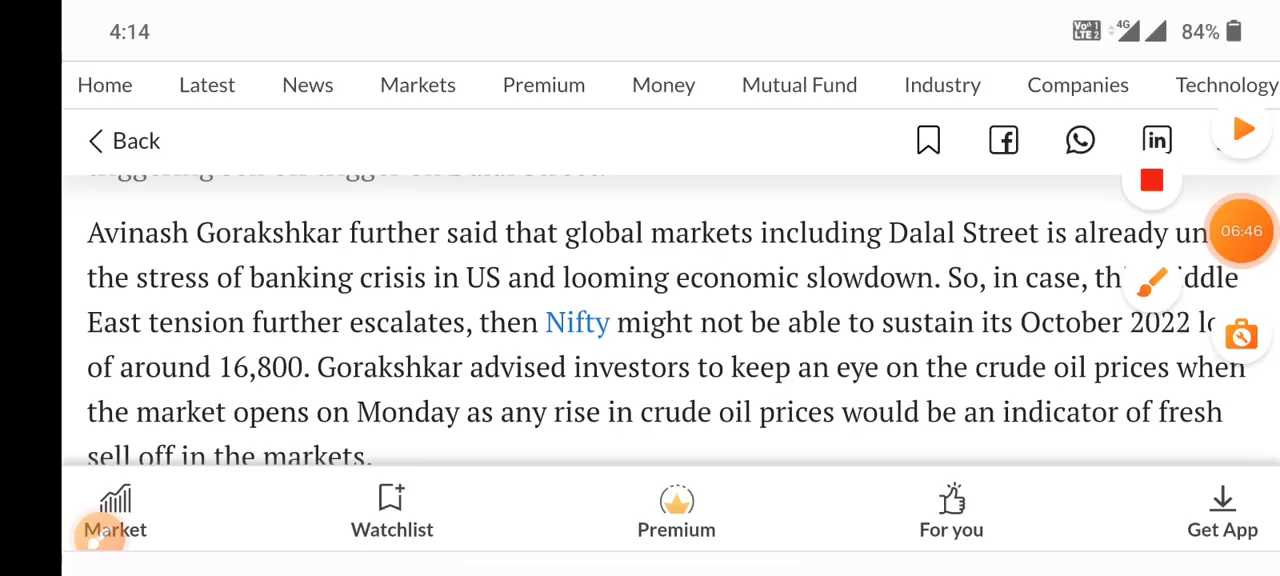 4:14
Vo 1 LTE 2 4G 84%
Home Latest News Markets Premium Money Mutual Fund Industry Companies Technology
Back
Avinash Gorakshkar further said that global markets including Dalal Street is already
the stress of banking crisis in US and looming economic slowdown. So, in case,
East tension further escalates, then Nifty might not be able to sustain its October 2022
of around 16,800. Gorakshkar advised investors to keep an eye on the crude oil prices when
the market opens on Monday as any rise in crude oil prices would be an indicator of fresh
sell off in the markets.
06:46
Market Watchlist Premium For you Get App